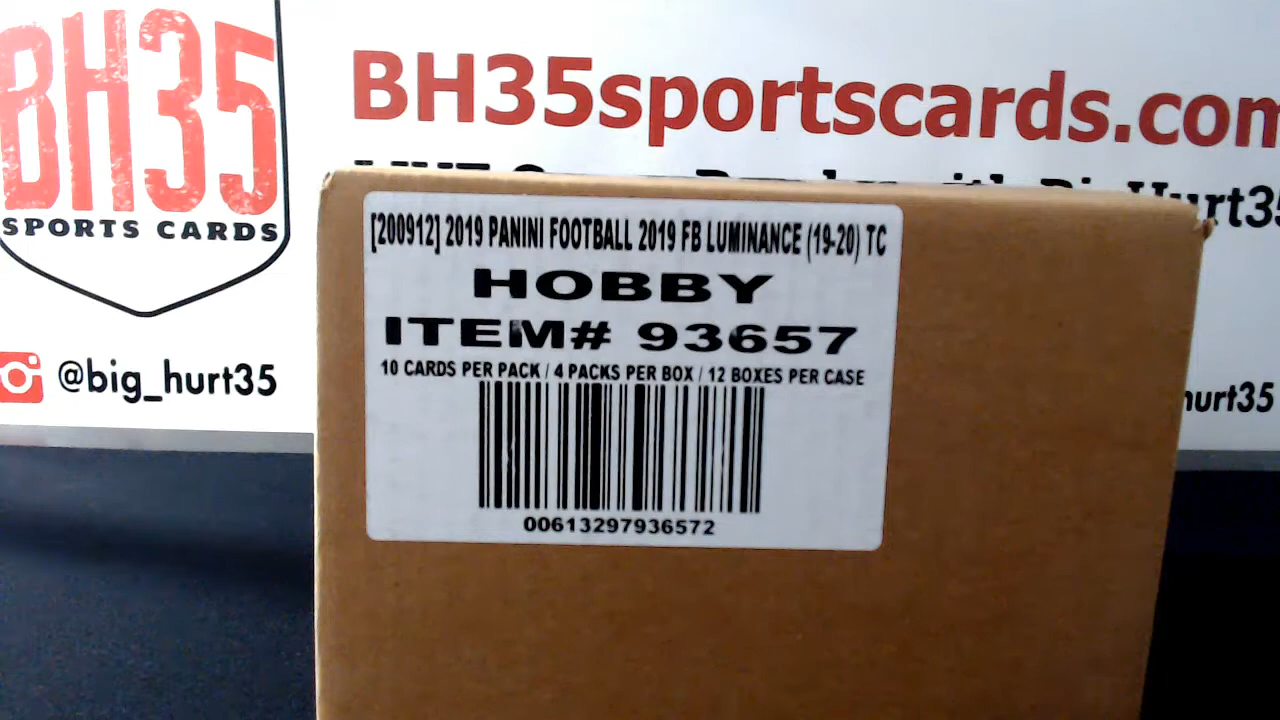 BH35
SPORTS CARDS
@big_hurt35
BH35sportscards.com
[200912] 2019 PANINI FOOTBALL 2019 FB LUMINANCE (19-20) TC
HOBBY
ITEM# 93657
10 CARDS PER PACK / 4 PACKS PER BOX / 12 BOXES PER CASE
00613297936572
hurt35